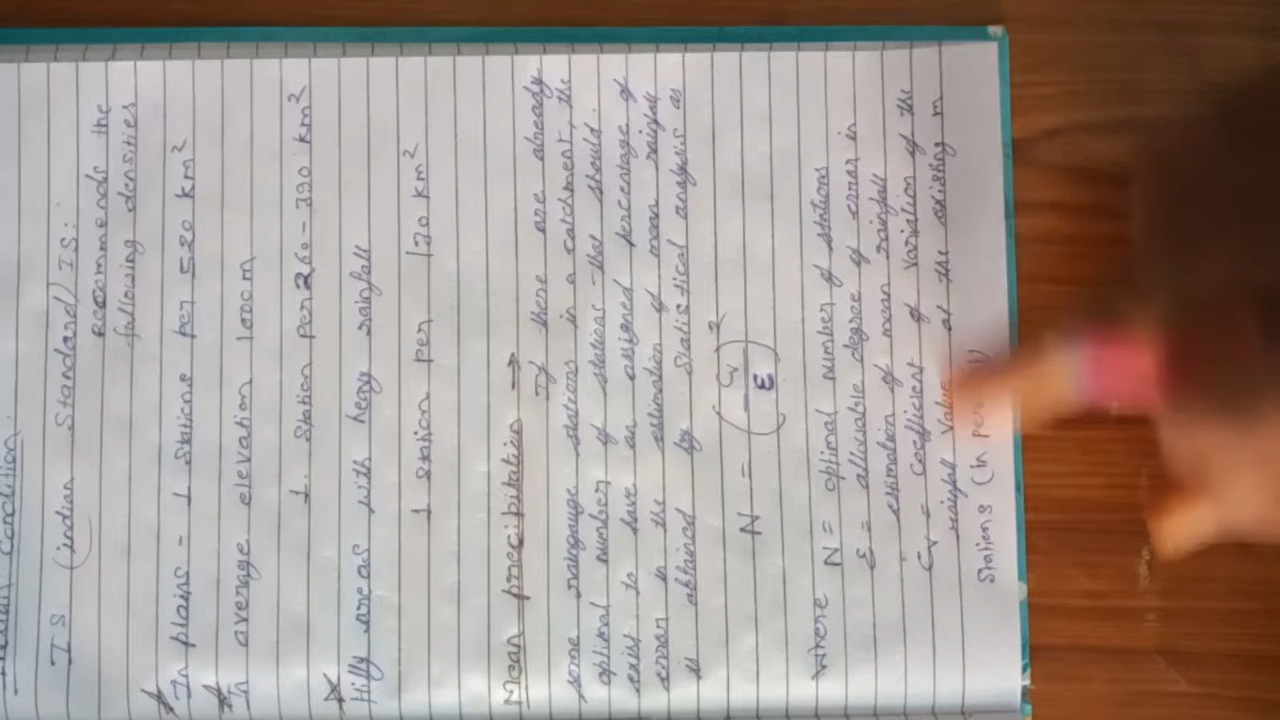 Indian Condition.
IS (indian Standard) IS:
recommends the
following densities
In plains - 1 Stations per 520 km²
In average elevation 1000 m
1. Station per 260-390 km²
Hilly areas with heny rainfall
1 station per 130 km²
Mean precipitation →
If there are already
some raingauge stations in a catchment, the
optimal number of stations that should
exist to have an assigned percentage of
error in the estimation of mean rainfall
is obtained by Statistical analysis as
N = (Cv/ε)²
Where N = optimal number of stations
ε = allowable degree of error in
estimation of mean rainfall
Cv = coefficient of variation of the
rainfall value at the existing m
stations (in